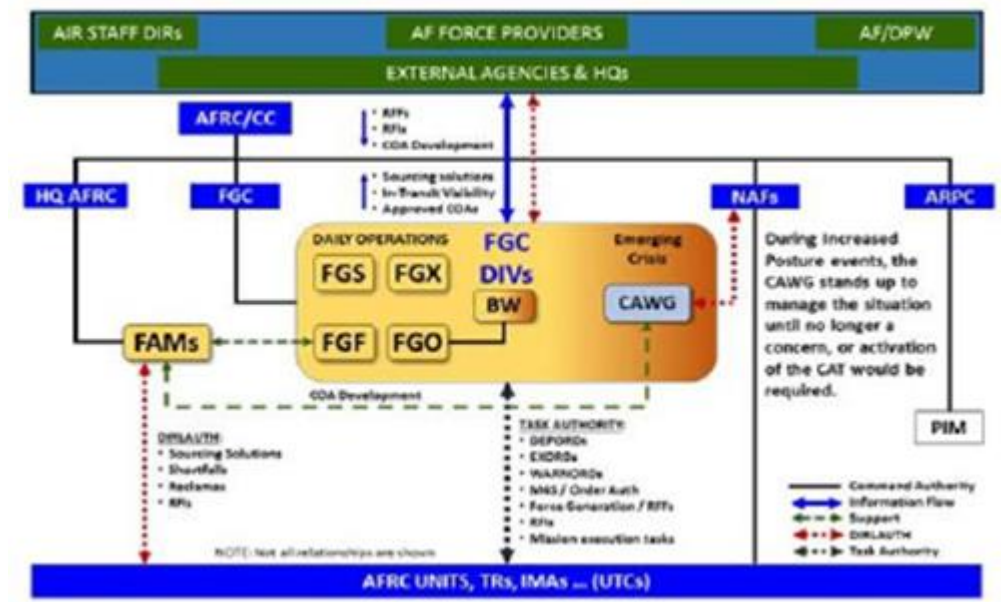 AIR STAFF DIRs
AF FORCE PROVIDERS
AF/DPW
EXTERNAL AGENCIES & HQs
AFRC/CC
• RFFs
• RFIs
• COA Development
• Sourcing solutions
• In-Transit Visibility
• Approved COAs
HQ AFRC
FGC
NAFs
ARPC
DAILY OPERATIONS
FGC
DIVs
Emerging
Crisis
FGS
FGX
BW
CAWG
FAMs
FGF
FGO
During Increased
Posture events, the
CAWG stands up to
manage the situation
until no longer a
concern, or activation
of the CAT would be
required.
COA Development
PIM
DIRLAUTH:
• Sourcing Solutions
• Shortfalls
• Reclamas
• RFIs
TASK AUTHORITY:
• DEPORDs
• EXORDs
• WARNORDs
• M4S / Order Auth
• Force Generation / RFFs
• RFIs
• Mission execution tasks
Command Authority
Information Flow
Support
DIRLAUTH
Task Authority
NOTE: Not all relationships are shown
AFRC UNITS, TRs, IMAs ... (UTCs)